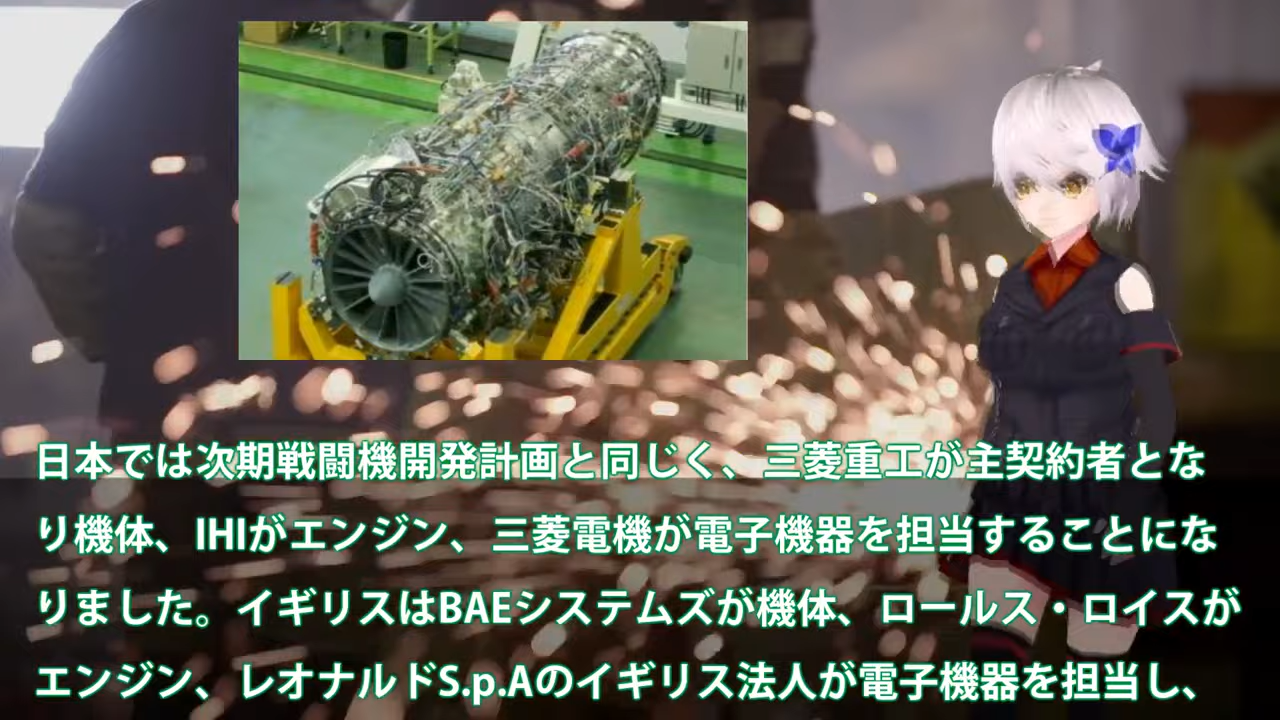 日本では次期戦闘機開発計画と同じく、三菱重工が主契約者とな
り機体、IHIがエンジン、三菱電機が電子機器を担当することにな
りました。イギリスはBAEシステムズが機体、ロールス・ロイスが
エンジン、レオナルドS.p.Aのイギリス法人が電子機器を担当し、